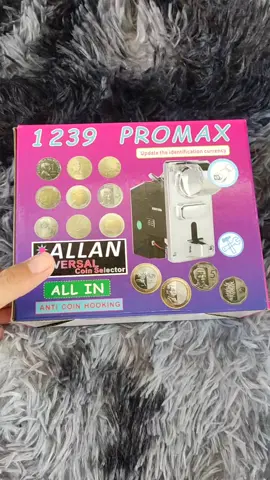 1239 PROMAX
Update the identification currency
ALLAN
VERSAL
Coin Selector
ALL IN
ANTI COIN HOOKING